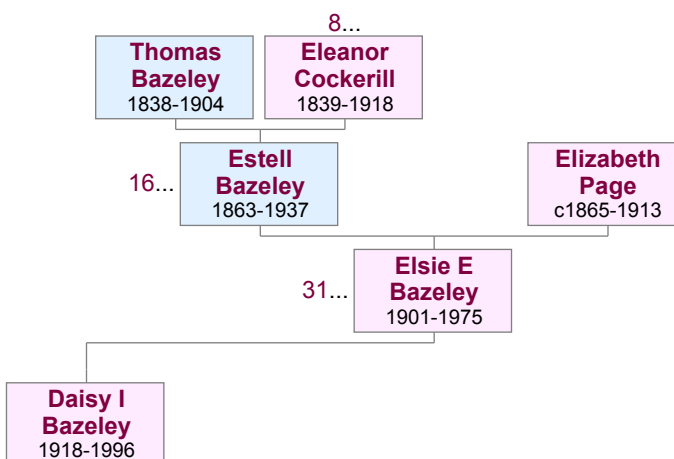 8...
Thomas
Bazeley
1838-1904
Eleanor
Cockerill
1839-1918
16...
Estell
Bazeley
1863-1937
Elizabeth
Page
c1865-1913
31...
Elsie E
Bazeley
1901-1975
Daisy I
Bazeley
1918-1996